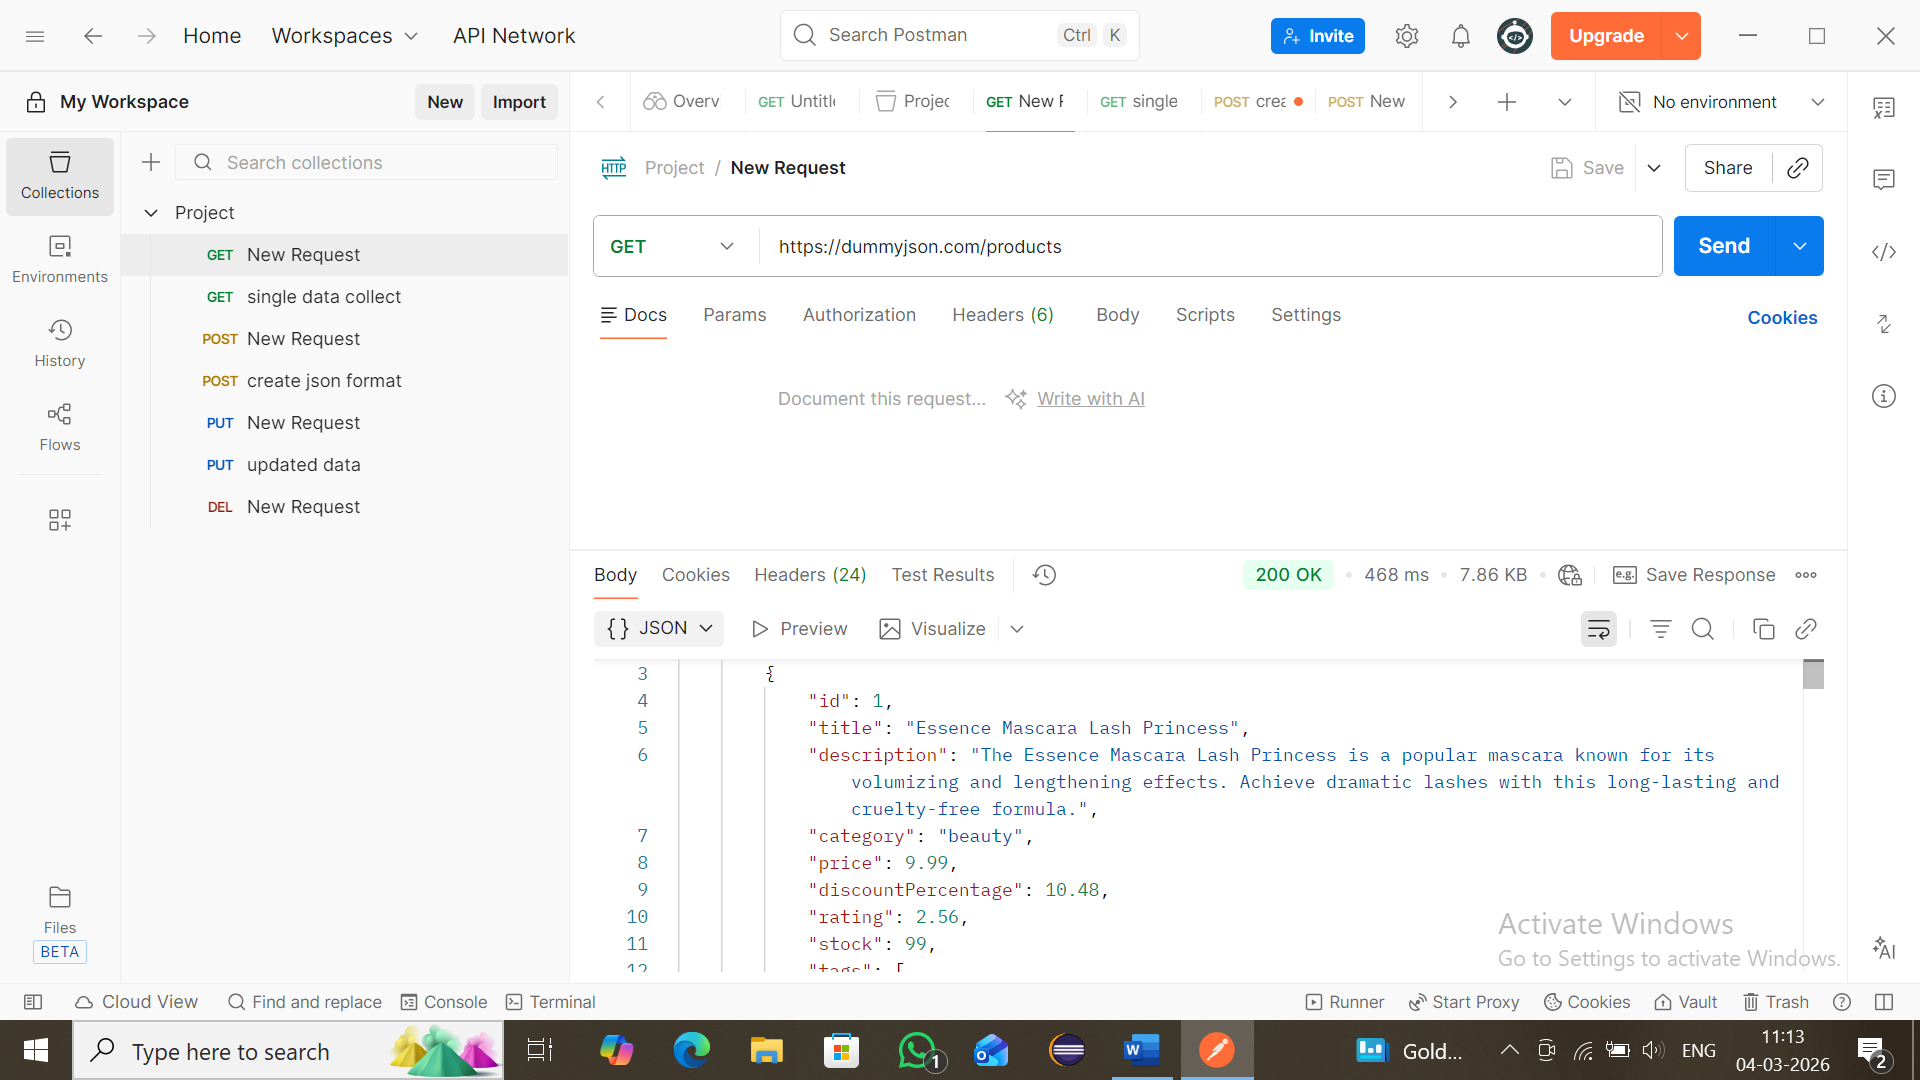 Home
Workspaces
API Network
Search Postman
Ctrl K
Invite
Upgrade
My Workspace
New
Import
Overv
GET Untitl
Projec
GET New F
GET single
POST crea
POST New
No environment
Collections
Environments
History
Flows
Files
BETA
Search collections
Project
GET New Request
GET single data collect
POST New Request
POST create json format
PUT New Request
PUT updated data
DEL New Request
HTTP Project / New Request
Save
Share
GET
https://dummyjson.com/products
Send
Docs
Params
Authorization
Headers (6)
Body
Scripts
Settings
Cookies
Document this request...
Write with AI
Body
Cookies
Headers (24)
Test Results
200 OK
468 ms
7.86 KB
e.g. Save Response
{} JSON
Preview
Visualize
3 {
4 "id": 1,
5 "title": "Essence Mascara Lash Princess",
6 "description": "The Essence Mascara Lash Princess is a popular mascara known for its
volumizing and lengthening effects. Achieve dramatic lashes with this long-lasting and
cruelty-free formula.",
7 "category": "beauty",
8 "price": 9.99,
9 "discountPercentage": 10.48,
10 "rating": 2.56,
11 "stock": 99,
12 "tags": [
Activate Windows
Go to Settings to activate Windows.
AI
Cloud View
Find and replace
Console
Terminal
Runner
Start Proxy
Cookies
Vault
Trash
Type here to search
1
Gold...
ENG
11:13
04-03-2026
2